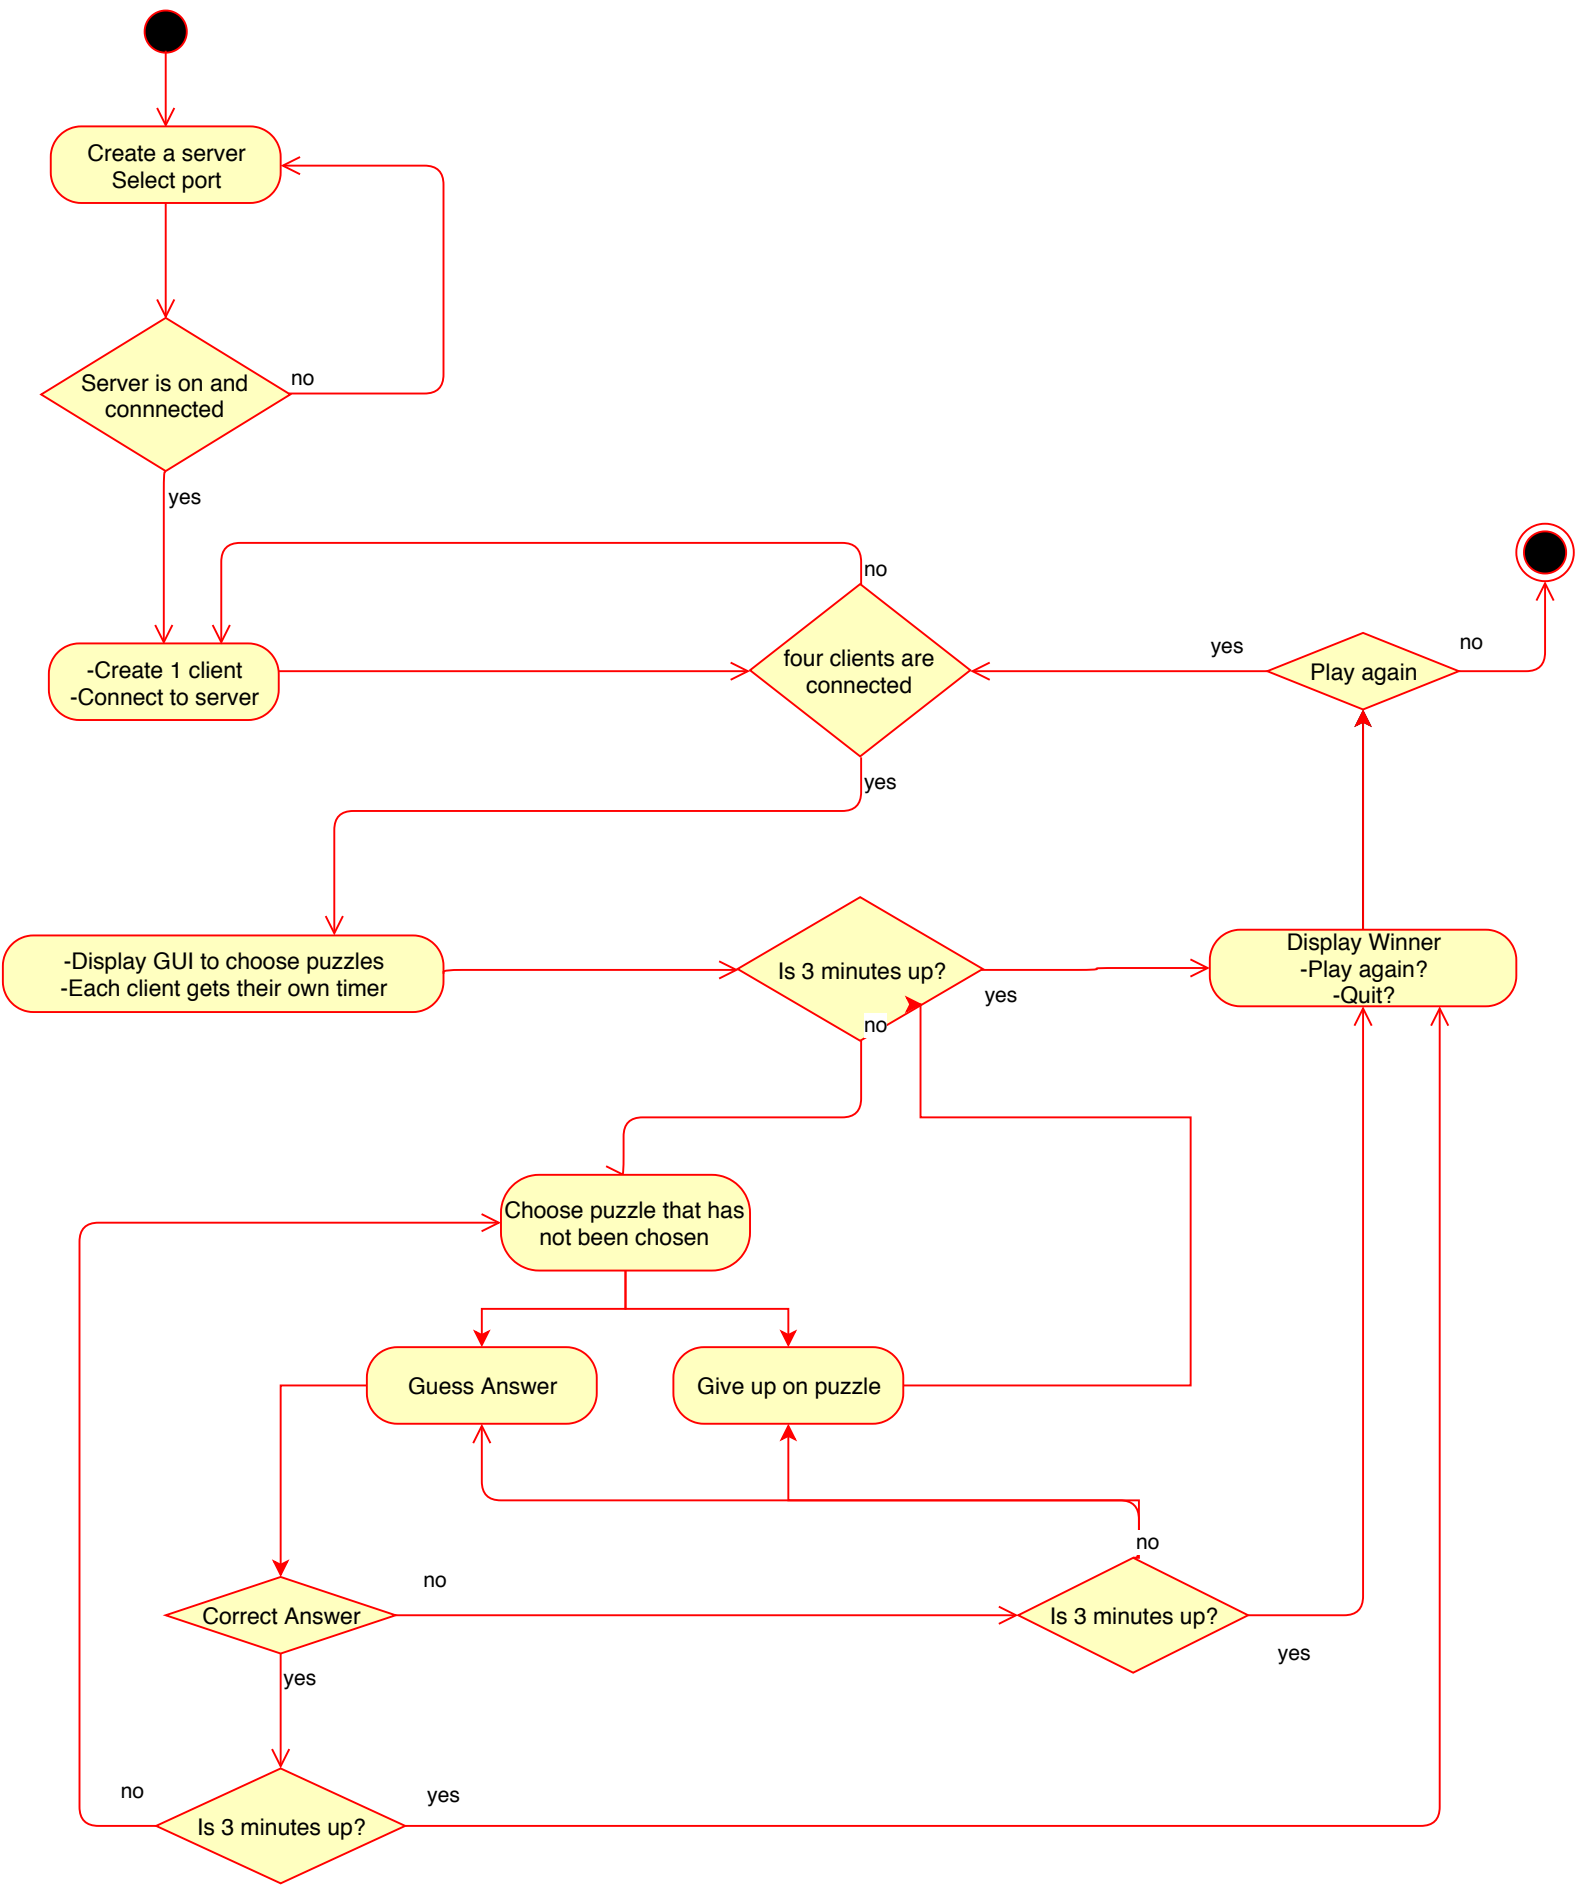 Create a server
Select port
Server is on and
connnected
no
yes
no
-Create 1 client
-Connect to server
four clients are
connected
yes
yes
Play again
no
-Display GUI to choose puzzles
-Each client gets their own timer
Is 3 minutes up?
yes
no
Display Winner
-Play again?
-Quit?
Choose puzzle that has
not been chosen
Guess Answer
Give up on puzzle
Correct Answer
no
yes
no
Is 3 minutes up?
yes
no
Is 3 minutes up?
yes